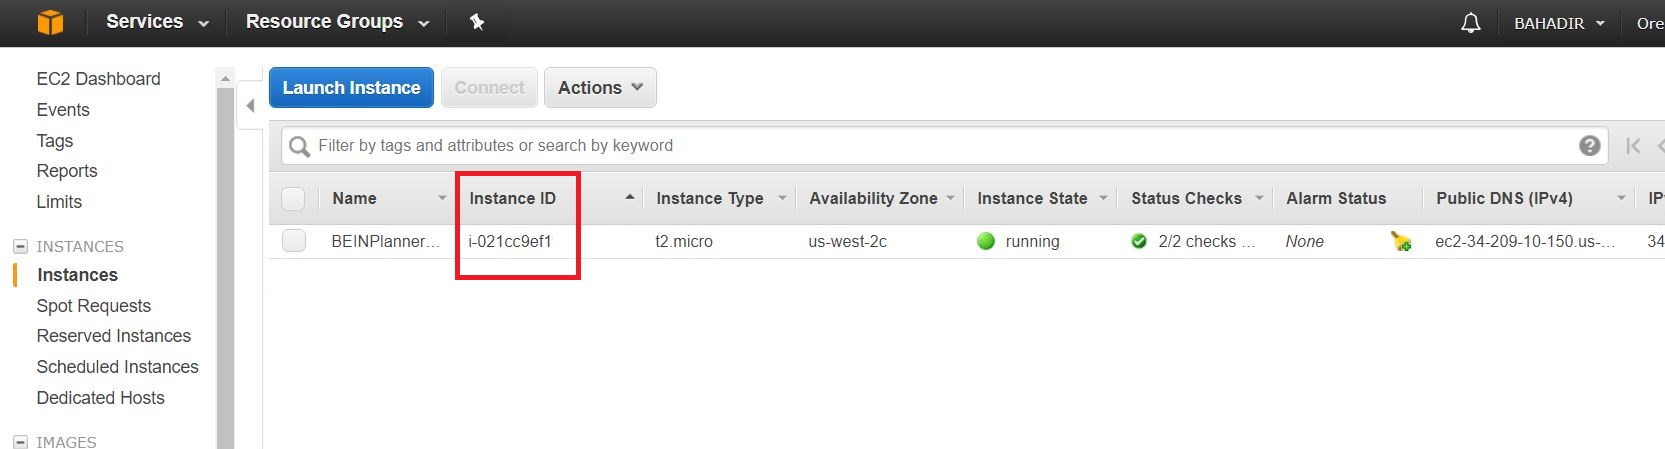 Services Resource Groups BAHADIR Ore
EC2 Dashboard
Events
Tags
Reports
Limits
INSTANCES
Instances
Spot Requests
Reserved Instances
Scheduled Instances
Dedicated Hosts
IMAGES
Launch Instance Connect Actions
Filter by tags and attributes or search by keyword
Name Instance ID Instance Type Availability Zone Instance State Status Checks Alarm Status Public DNS (IPv4) IP
BEINPlanner... i-021cc9ef1 t2.micro us-west-2c running 2/2 checks ... None ec2-34-209-10-150.us-... 34